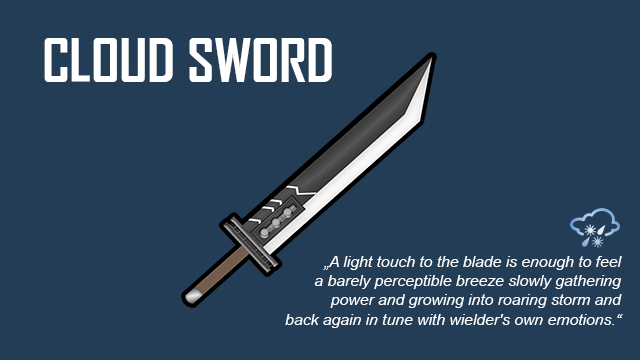 CLOUD SWORD
„A light touch to the blade is enough to feel
a barely perceptible breeze slowly gathering
power and growing into roaring storm and
back again in tune with wielder's own emotions.“